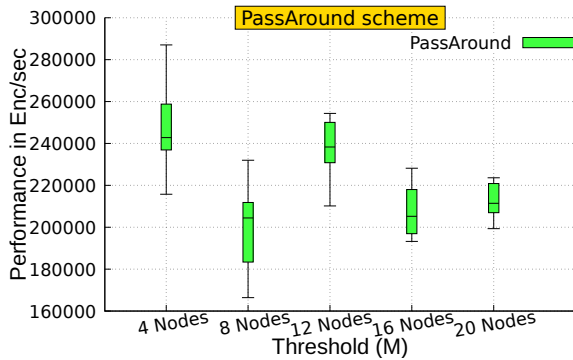 PassAround scheme
PassAround
300000
280000
260000
240000
220000
200000
180000
160000
Performance in Enc/sec
4 Nodes
8 Nodes
12 Nodes
16 Nodes
20 Nodes
Threshold (M)